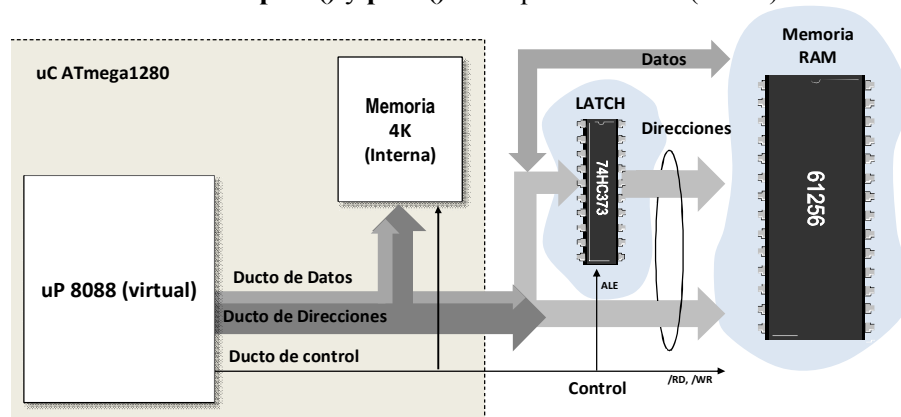 uC ATmega1280
Memoria
4K
(Interna)
uP 8088 (virtual)
Ducto de Datos
Ducto de Direcciones
Ducto de control
LATCH
74HC373
ALE
Control
Datos
Direcciones
/RD, /WR
Memoria
RAM
61256